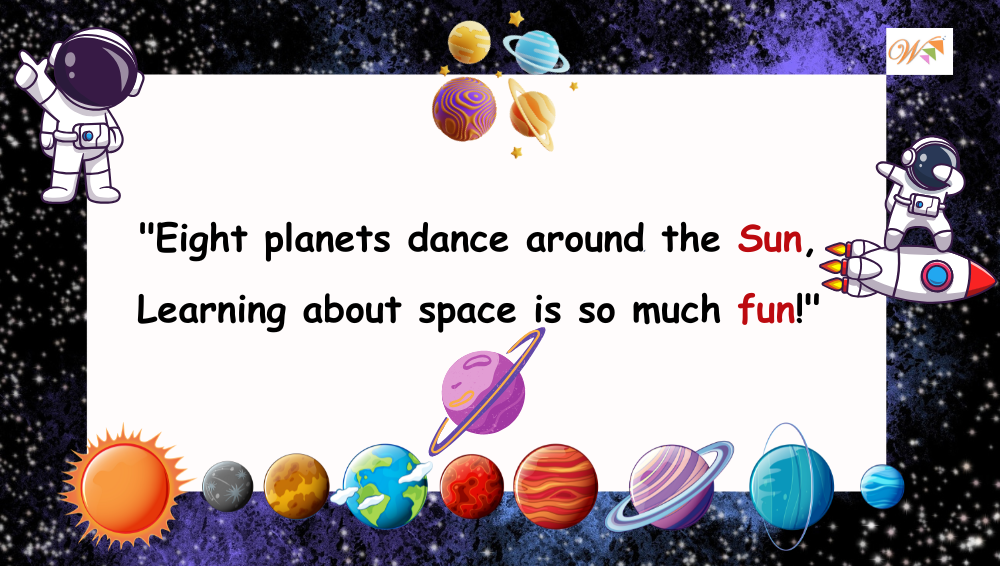 "Eight planets dance around the Sun,
Learning about space is so much fun!"